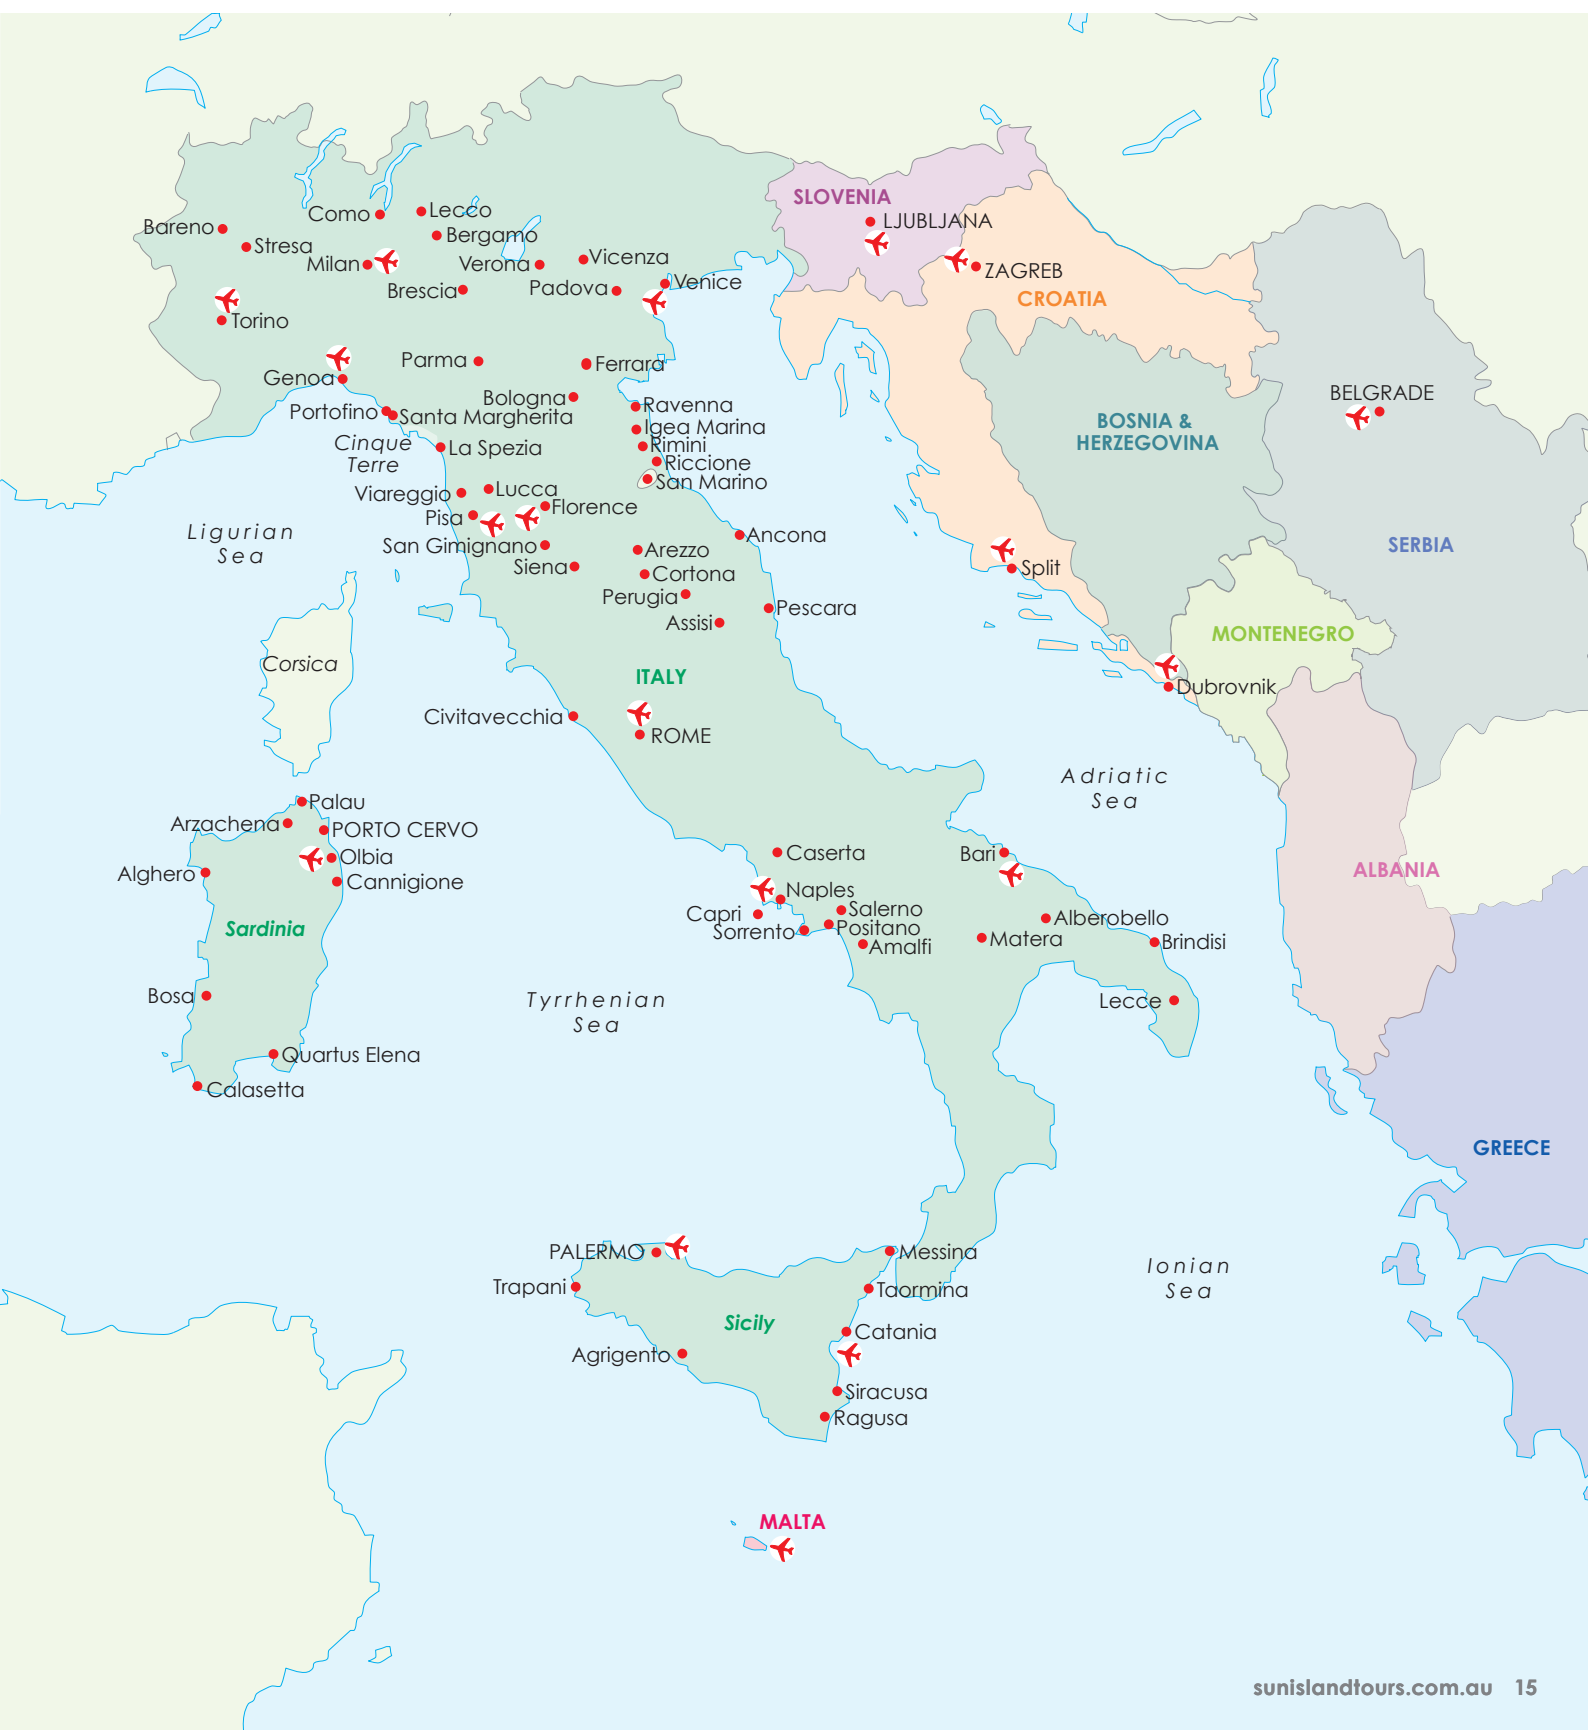 SLOVENIA
Como
Lecco
Bareno
LJUBLJANA
Bergamo
Stresa
Milan
Verona
Vicenza
ZAGREB
Brescia
Padova
Venice
CROATIA
Torino
Parma
Ferrara
Genoa
BELGRADE
Bologna
Portofino
Santa Margherita
Ravenna
BOSNIA &
HERZEGOVINA
Igea Marina
Cinque
Terre
La Spezia
Rimini
Riccione
San Marino
Viareggio
Lucca
Florence
Pisa
Ligurian
Sea
Ancona
San Gimignano
Arezzo
SERBIA
Siena
Cortona
Split
Perugia
Pescara
Assisi
MONTENEGRO
Corsica
ITALY
Dubrovnik
Civitavecchia
ROME
Adriatic
Sea
Palau
Arzachena
PORTO CERVO
Olbia
Caserta
Bari
Alghero
Cannigione
ALBANIA
Naples
Capri
Salerno
Alberobello
Sardinia
Sorrento
Positano
Amalfi
Matera
Brindisi
Bosa
Tyrrhenian
Sea
Lecce
Quartus Elena
Calasetta
GREECE
PALERMO
Messina
Ionian
Sea
Trapani
Taormina
Sicily
Catania
Agrigento
Siracusa
Ragusa
MALTA
sunislandtours.com.au 15